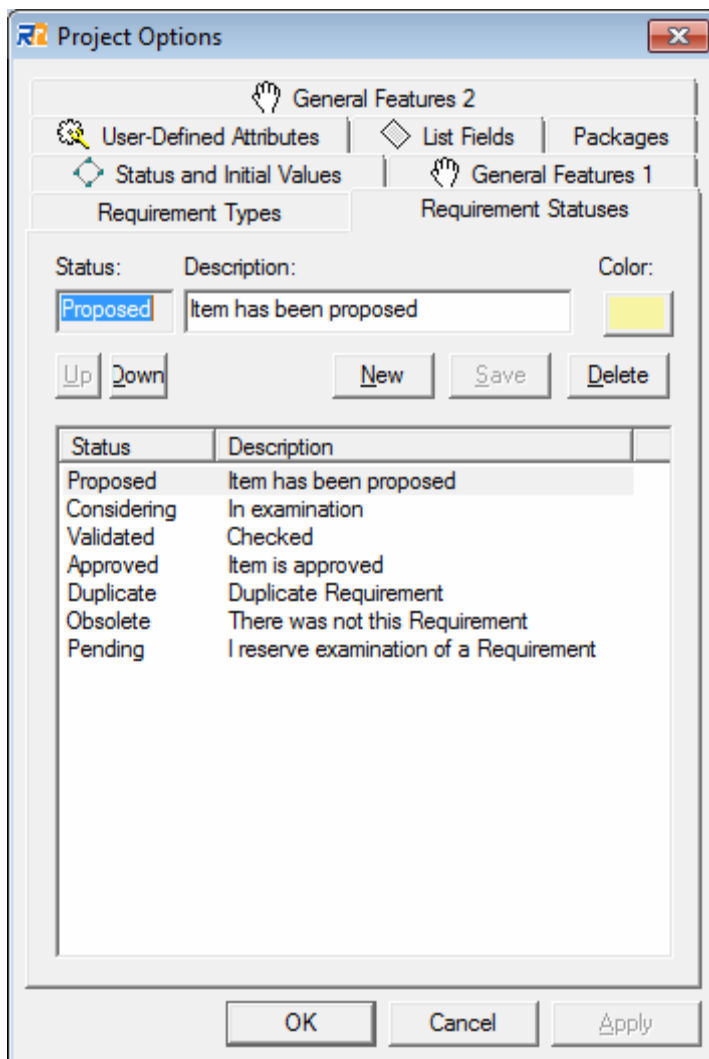 Project Options
General Features 2
User-Defined Attributes List Fields Packages
Status and Initial Values General Features 1
Requirement Types Requirement Statuses
Status: Description: Color:
Proposed Item has been proposed
Up Down New Save Delete
Status Description
Proposed Item has been proposed
Considering In examination
Validated Checked
Approved Item is approved
Duplicate Duplicate Requirement
Obsolete There was not this Requirement
Pending I reserve examination of a Requirement
OK Cancel Apply